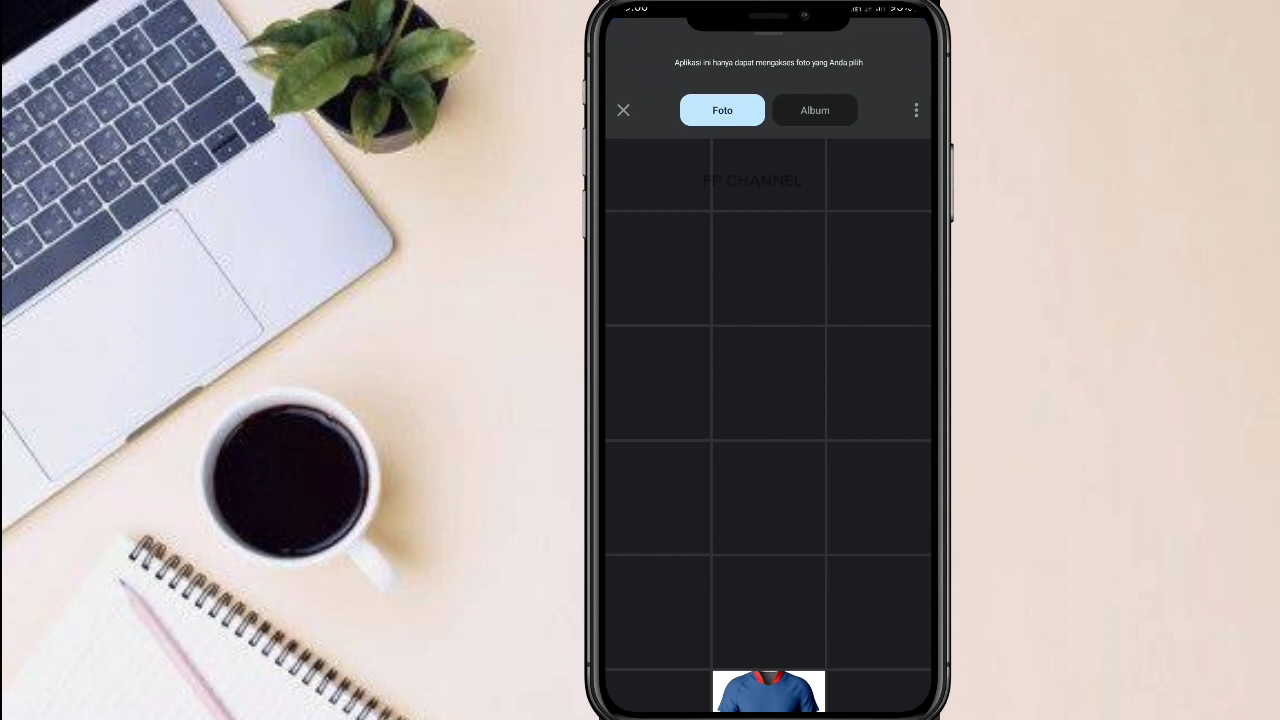 Aplikasi ini hanya dapat mengakses foto yang Anda pilih
Foto
Album
FP CHANNEL